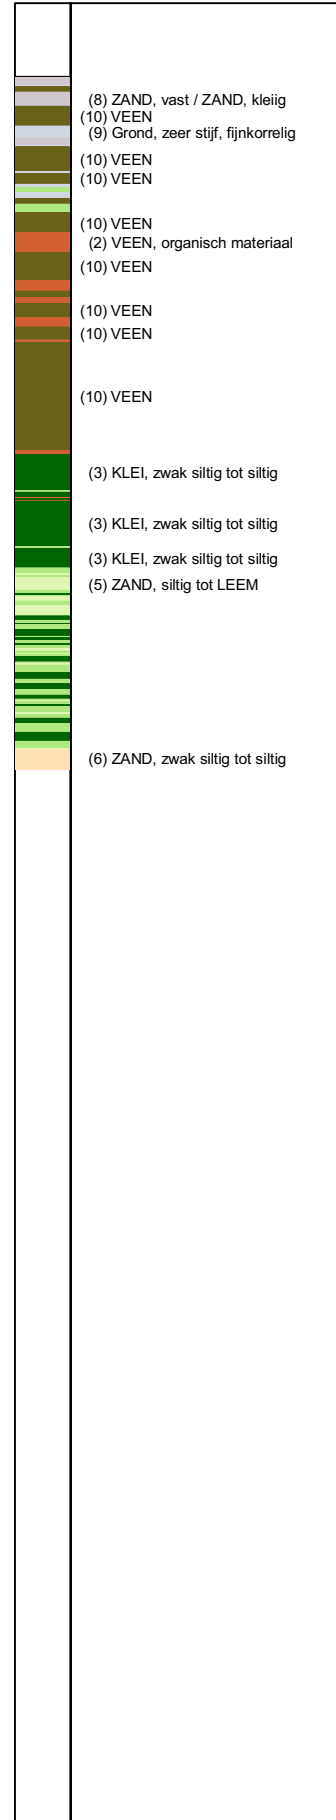 (8) ZAND, vast / ZAND, kleiig
(10) VEEN
(9) Grond, zeer stijf, fijnkorrelig
(10) VEEN
(10) VEEN
(10) VEEN
(2) VEEN, organisch materiaal
(10) VEEN
(10) VEEN
(10) VEEN
(10) VEEN
(3) KLEI, zwak siltig tot siltig
(3) KLEI, zwak siltig tot siltig
(3) KLEI, zwak siltig tot siltig
(5) ZAND, siltig tot LEEM
(6) ZAND, zwak siltig tot siltig